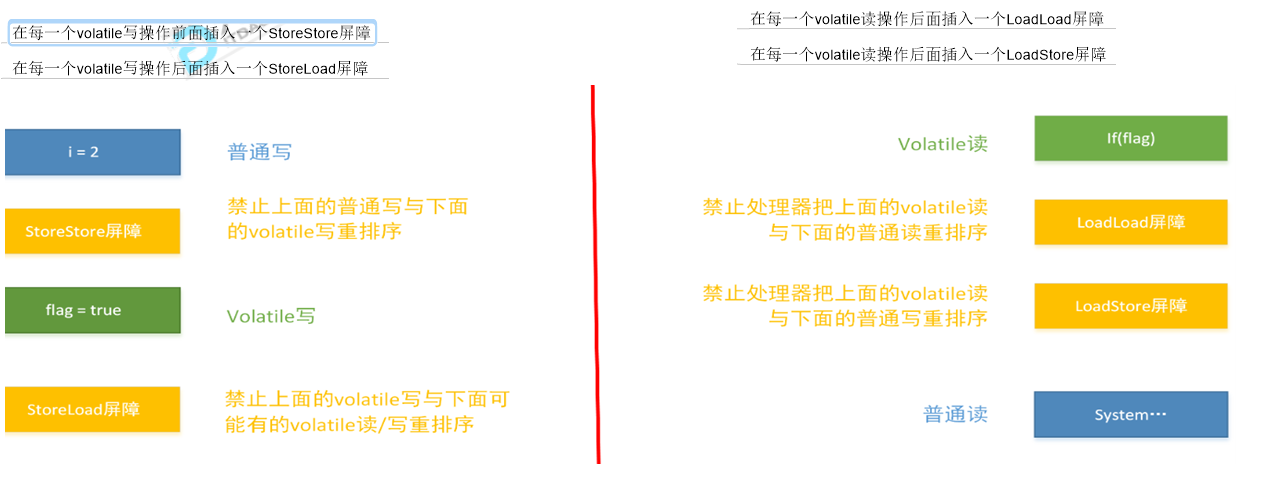 在每一个volatile写操作前面插入一个StoreStore屏障
在每一个volatile写操作后面插入一个StoreLoad屏障
i = 2
普通写
StoreStore屏障
禁止上面的普通写与下面
的volatile写重排序
flag = true
Volatile写
StoreLoad屏障
禁止上面的volatile写与下面可
能有的volatile读/写重排序
在每一个volatile读操作后面插入一个LoadLoad屏障
在每一个volatile读操作后面插入一个LoadStore屏障
Volatile读
If(flag)
禁止处理器把上面的volatile读
与下面的普通读重排序
LoadLoad屏障
禁止处理器把上面的volatile读
与下面的普通写重排序
LoadStore屏障
普通读
System···